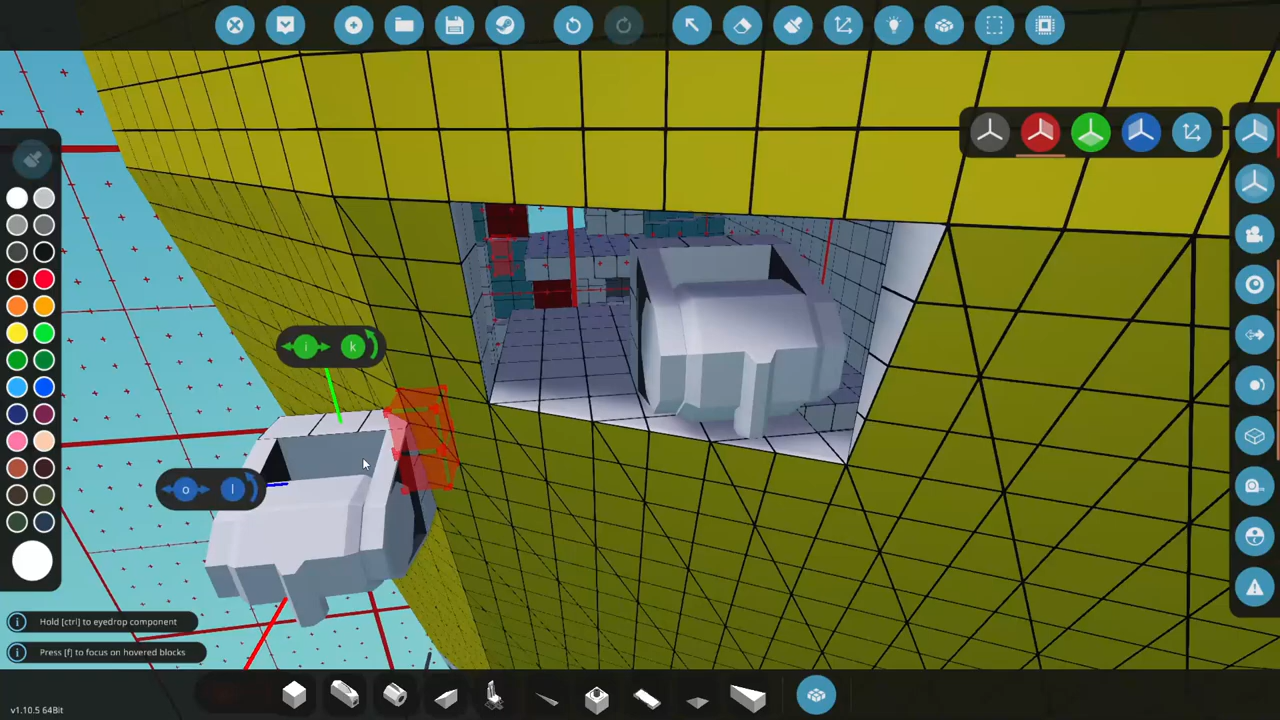 i k
o l
Hold [ctrl] to eyedrop component
Press [f] to focus on hovered blocks
v1.10.5 64Bit